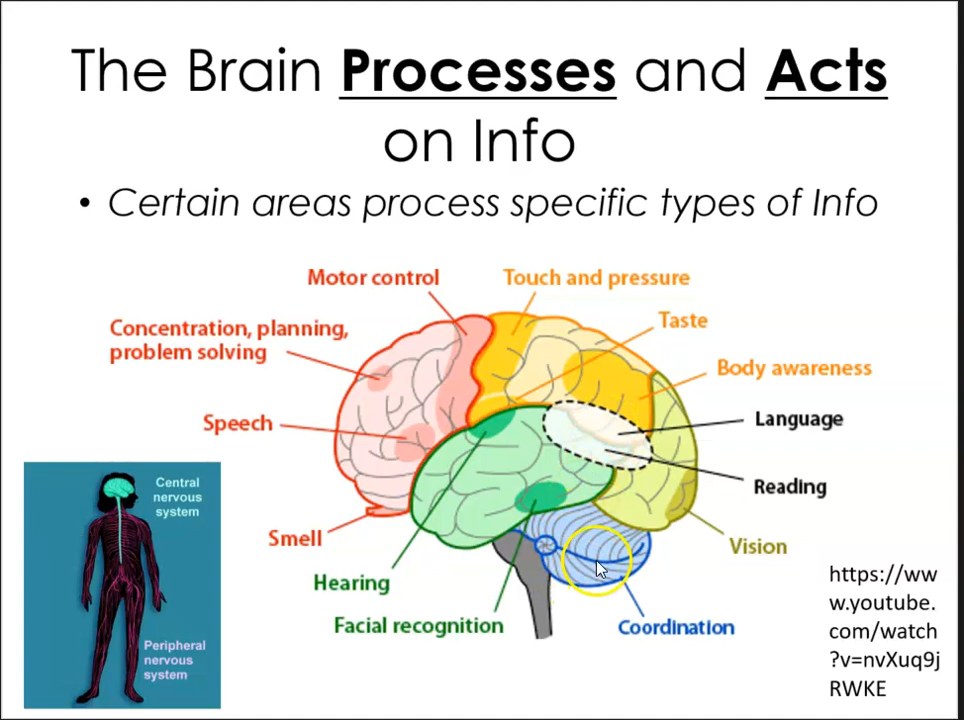 The Brain Processes and Acts
on Info
• Certain areas process specific types of Info
Motor control
Touch and pressure
Concentration, planning,
problem solving
Taste
Body awareness
Speech
Language
Reading
Central
nervous
system
Smell
Vision
Hearing
Facial recognition
Coordination
Peripheral
nervous
system
https://ww
w.youtube.
com/watch
?v=nvXuq9j
RWKE